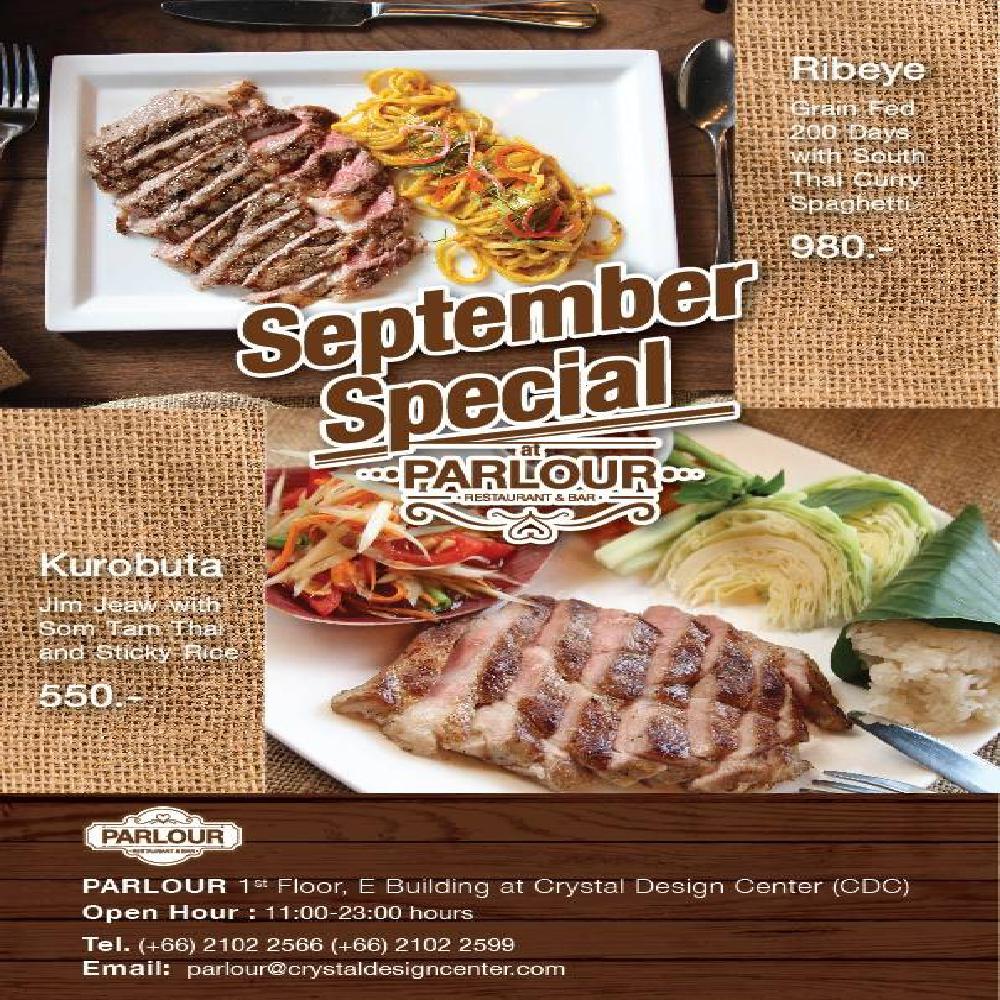 Ribeye
Grain Fed
200 Days
with South
Thai Curry
Spaghetti
980.-
September
Special
at
PARLOUR
RESTAURANT & BAR
Kurobuta
Jim Jeaw with
Som Tam Thai
and Sticky Rice
550.-
PARLOUR
RESTAURANT & BAR
PARLOUR 1st Floor, E Building at Crystal Design Center (CDC)
Open Hour : 11:00-23:00 hours
Tel. (+66) 2102 2566 (+66) 2102 2599
Email: parlour@crystaldesigncenter.com